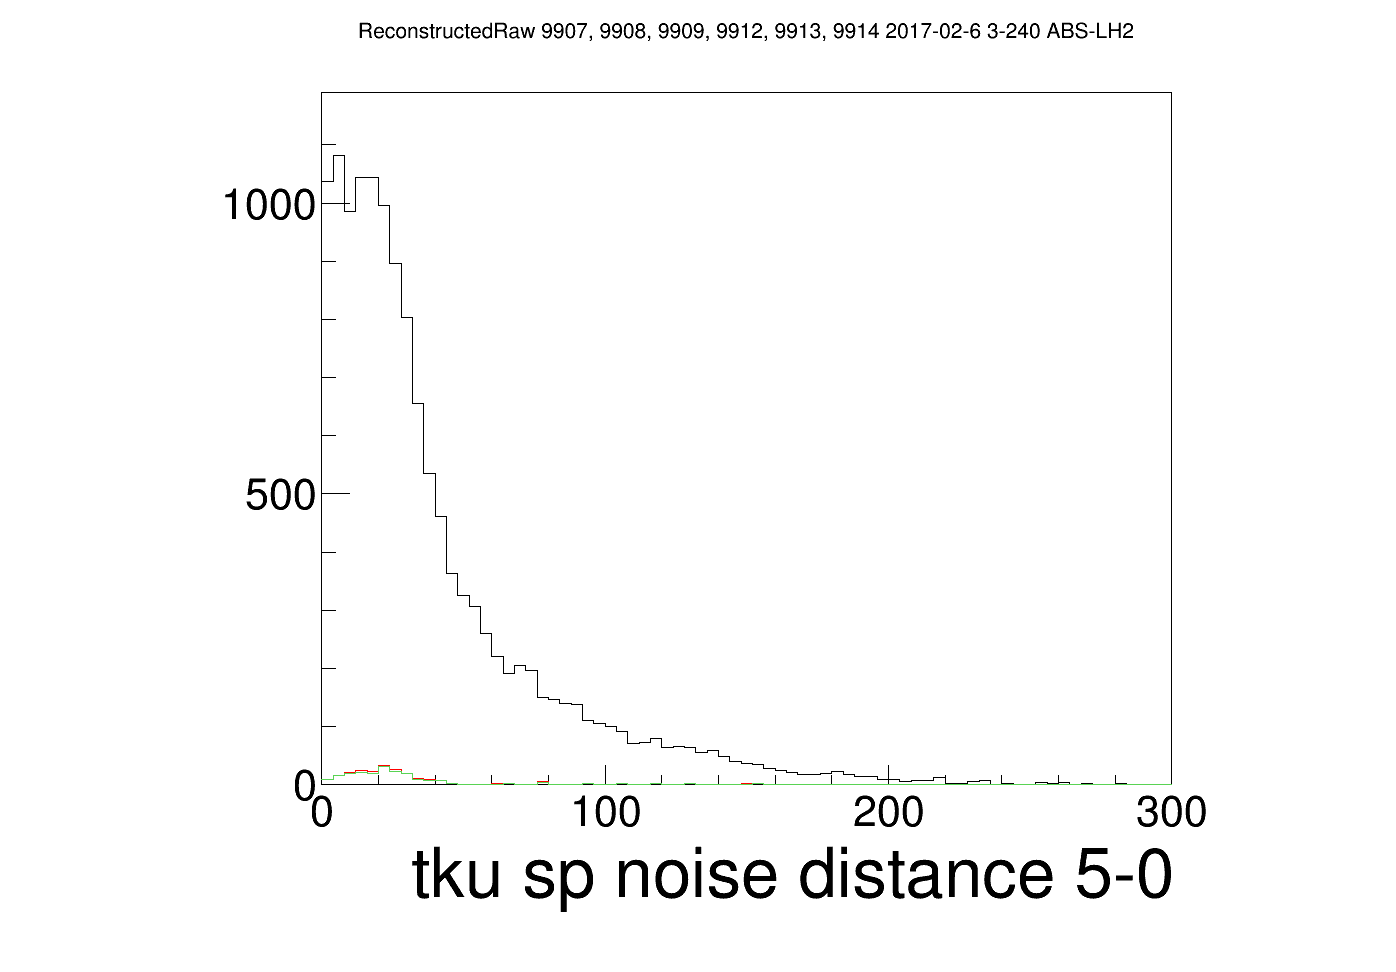 ReconstructedRaw 9907, 9908, 9909, 9912, 9913, 9914 2017-02-6 3-240 ABS-LH2
1000
500
0
0 100 200 300
tku sp noise distance 5-0